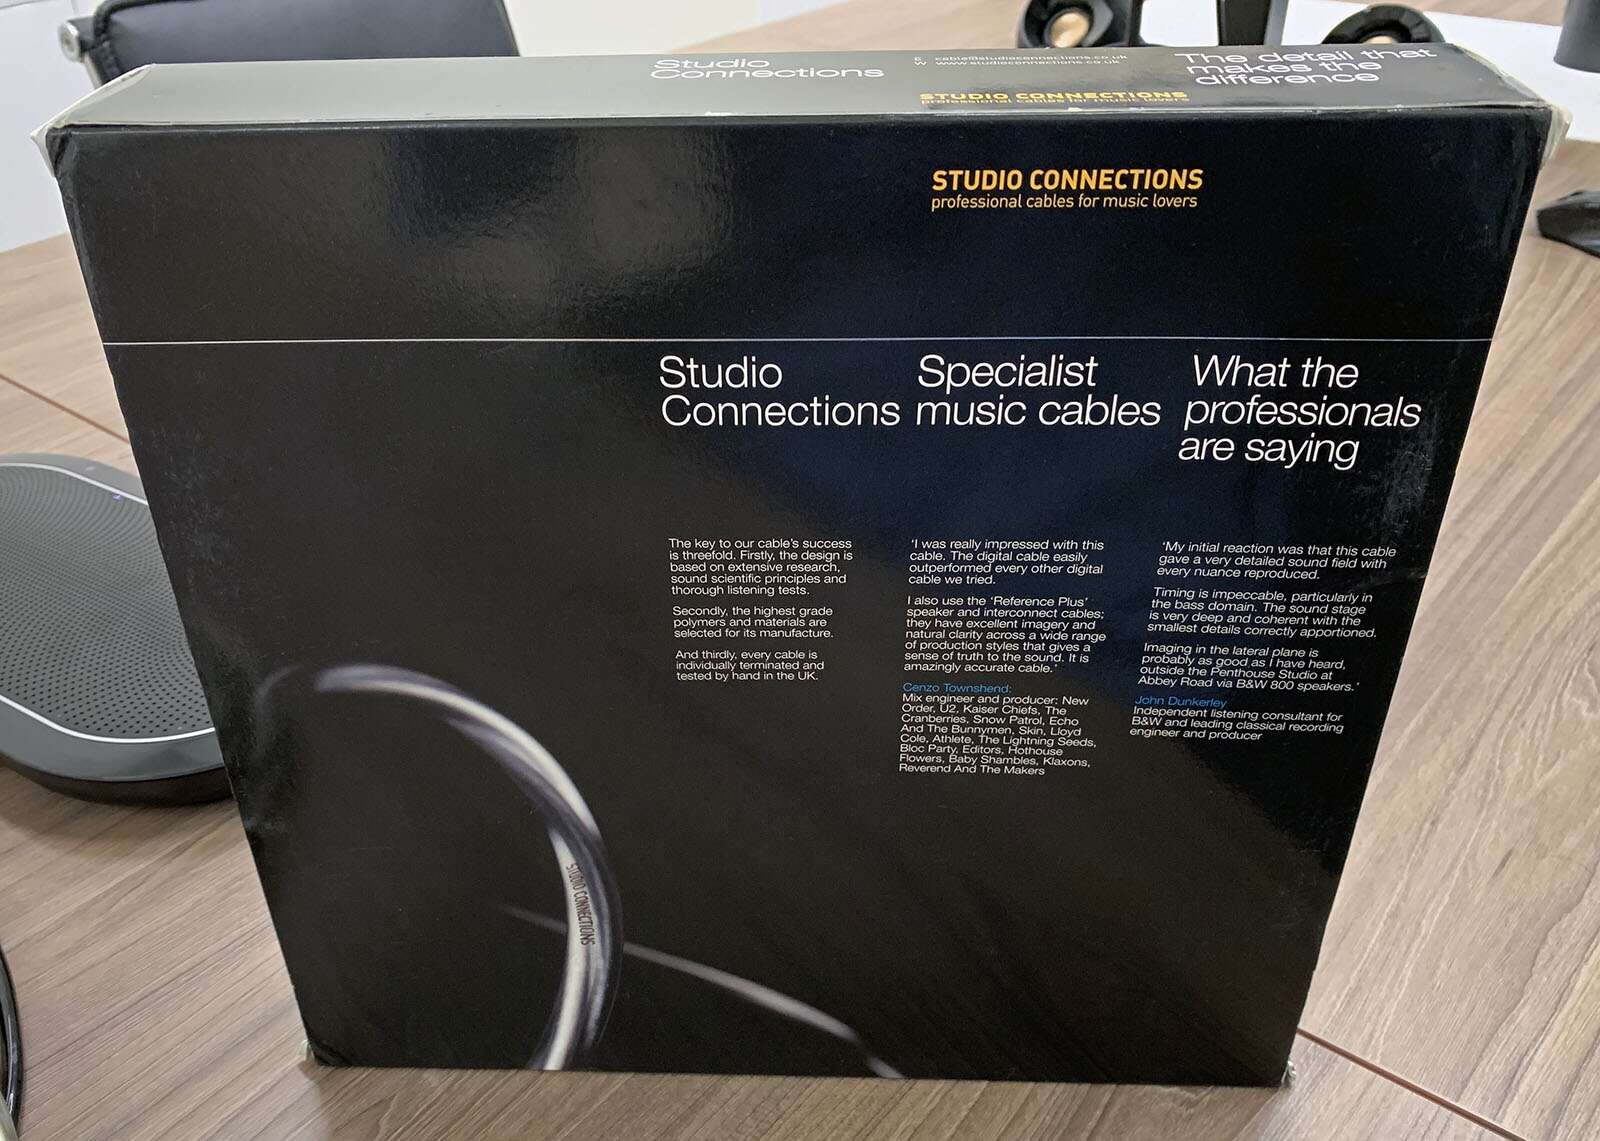 Studio
Connections
E cable@studioconnections.co.uk
W www.studioconnections.co.uk
STUDIO CONNECTIONS
professional cables for music lovers
The detail that
makes the
difference
STUDIO CONNECTIONS
professional cables for music lovers
Studio
Connections
The key to our cable's success
is threefold. Firstly, the design is
based on extensive research,
sound scientific principles and
thorough listening tests.
Secondly, the highest grade
polymers and materials are
selected for its manufacture.
And thirdly, every cable is
individually terminated and
tested by hand in the UK.
Specialist
music cables
'I was really impressed with this
cable. The digital cable easily
outperformed every other digital
cable we tried.
I also use the 'Reference Plus'
speaker and interconnect cables;
they have excellent imagery and
natural clarity across a wide range
of production styles that gives a
sense of truth to the sound. It is
amazingly accurate cable.'
Cenzo Townshend:
Mix engineer and producer: New
Order, U2, Kaiser Chiefs, The
Cranberries, Snow Patrol, Echo
And The Bunnymen, Skin, Lloyd
Cole, Athlete, The Lightning Seeds,
Bloc Party, Editors, Hothouse
Flowers, Baby Shambles, Klaxons,
Reverend And The Makers
What the
professionals
are saying
'My initial reaction was that this cable
gave a very detailed sound field with
every nuance reproduced.
Timing is impeccable, particularly in
the bass domain. The sound stage
is very deep and coherent with the
smallest details correctly apportioned.
Imaging in the lateral plane is
probably as good as I have heard,
outside the Penthouse Studio at
Abbey Road via B&W 800 speakers.'
John Dunkerley
Independent listening consultant for
B&W and leading classical recording
engineer and producer
STUDIO CONNECTIONS